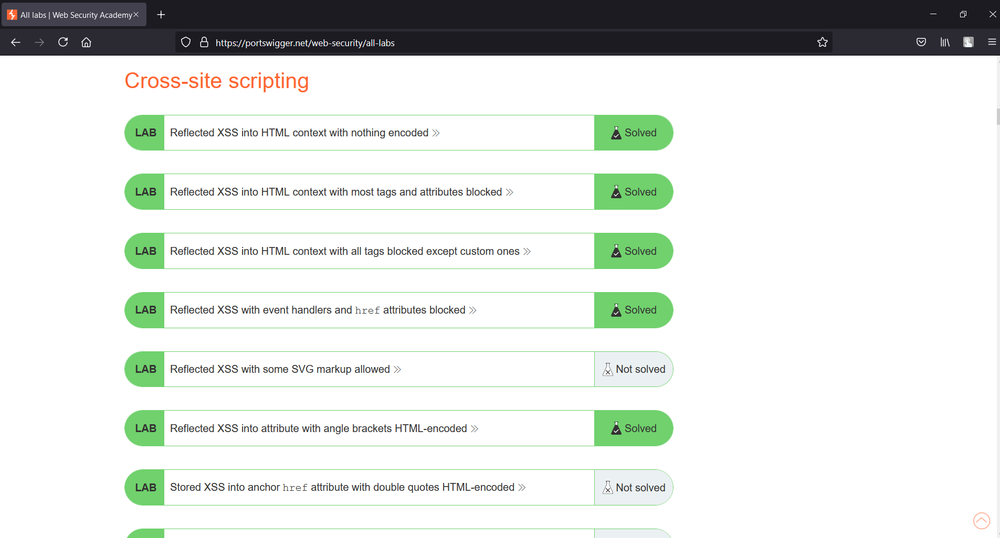 All labs | Web Security Academy
https://portswigger.net/web-security/all-labs
Cross-site scripting
LAB Reflected XSS into HTML context with nothing encoded Solved
LAB Reflected XSS into HTML context with most tags and attributes blocked Solved
LAB Reflected XSS into HTML context with all tags blocked except custom ones Solved
LAB Reflected XSS with event handlers and href attributes blocked Solved
LAB Reflected XSS with some SVG markup allowed Not solved
LAB Reflected XSS into attribute with angle brackets HTML-encoded Solved
LAB Stored XSS into anchor href attribute with double quotes HTML-encoded Not solved